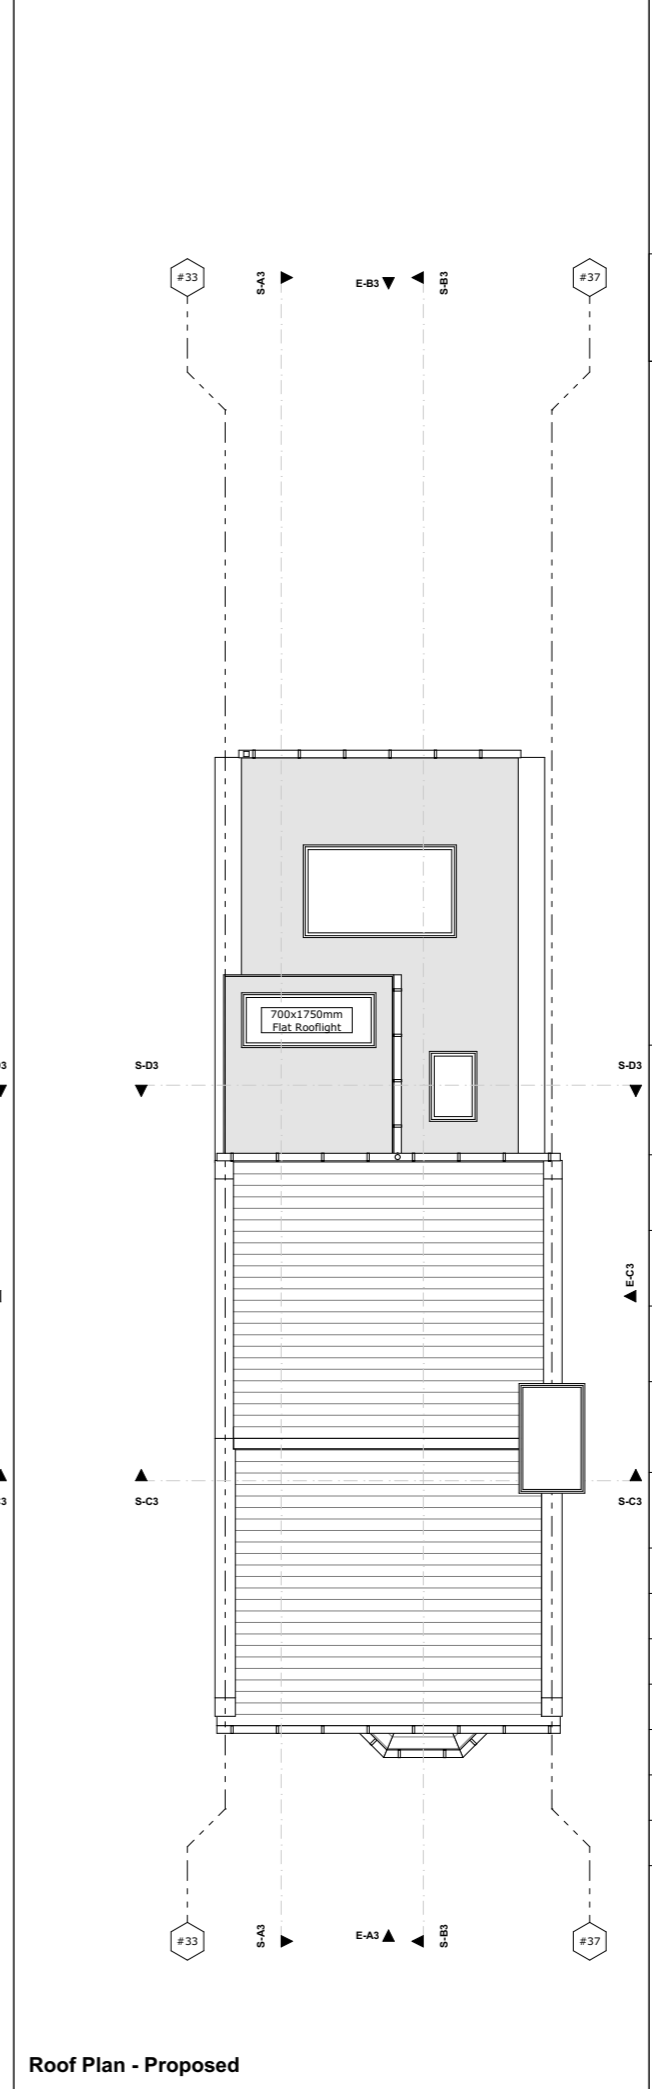 #33
S-A3
E-B3
S-B3
#37
700x1750mm
Flat Rooflight
S-D3
S-D3
E-C3
S-C3
S-C3
#33
S-A3
E-A3
S-B3
#37
Roof Plan - Proposed